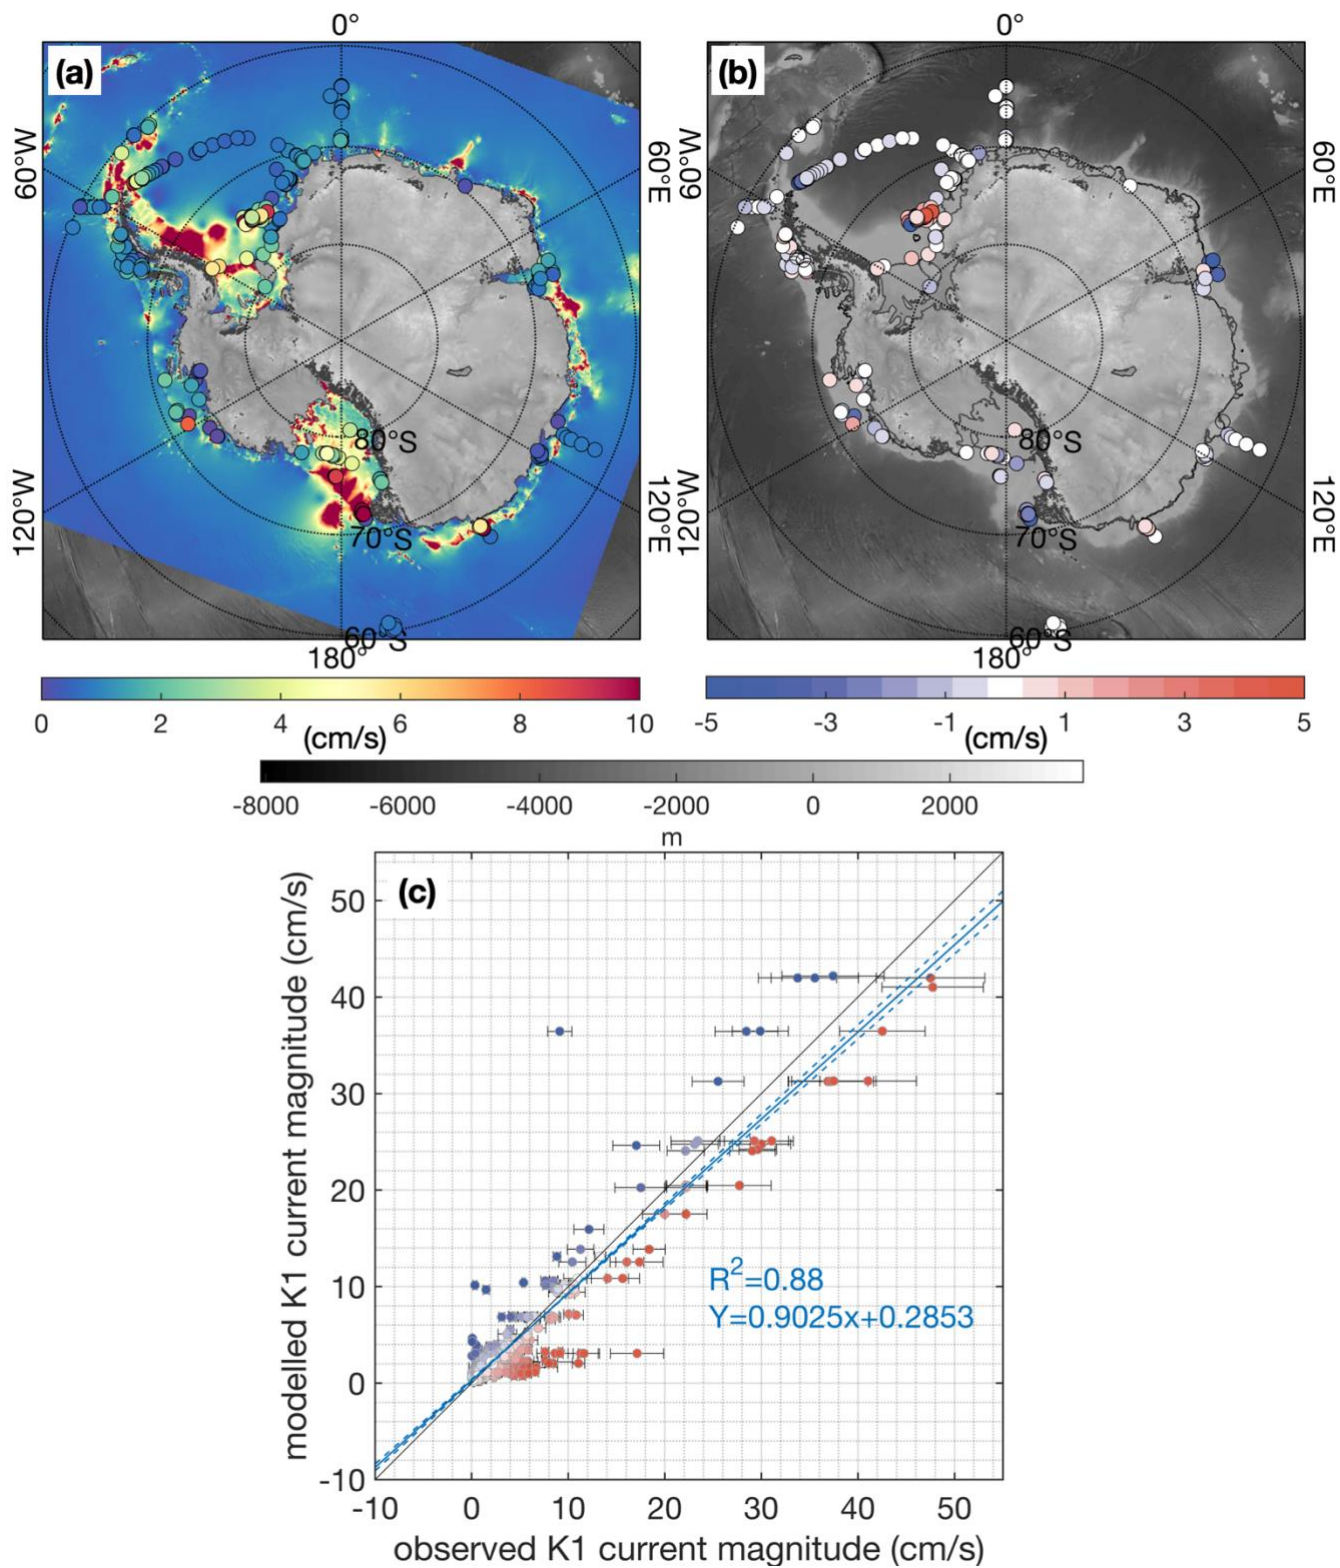 0°
0°
(a)
(b)
60°W
60°E
60°W
60°E
80°S
80°S
120°W
120°E
120°W
120°E
70°S
70°S
60°S
60°S
180°
180°
0 2 4 6 8 10
(cm/s)
-5 -3 -1 1 3 5
(cm/s)
-8000 -6000 -4000 -2000 0 2000
m
(c)
modelled K1 current magnitude (cm/s)
50
40
30
20
10
0
-10
R²=0.88
Y=0.9025x+0.2853
-10 0 10 20 30 40 50
observed K1 current magnitude (cm/s)